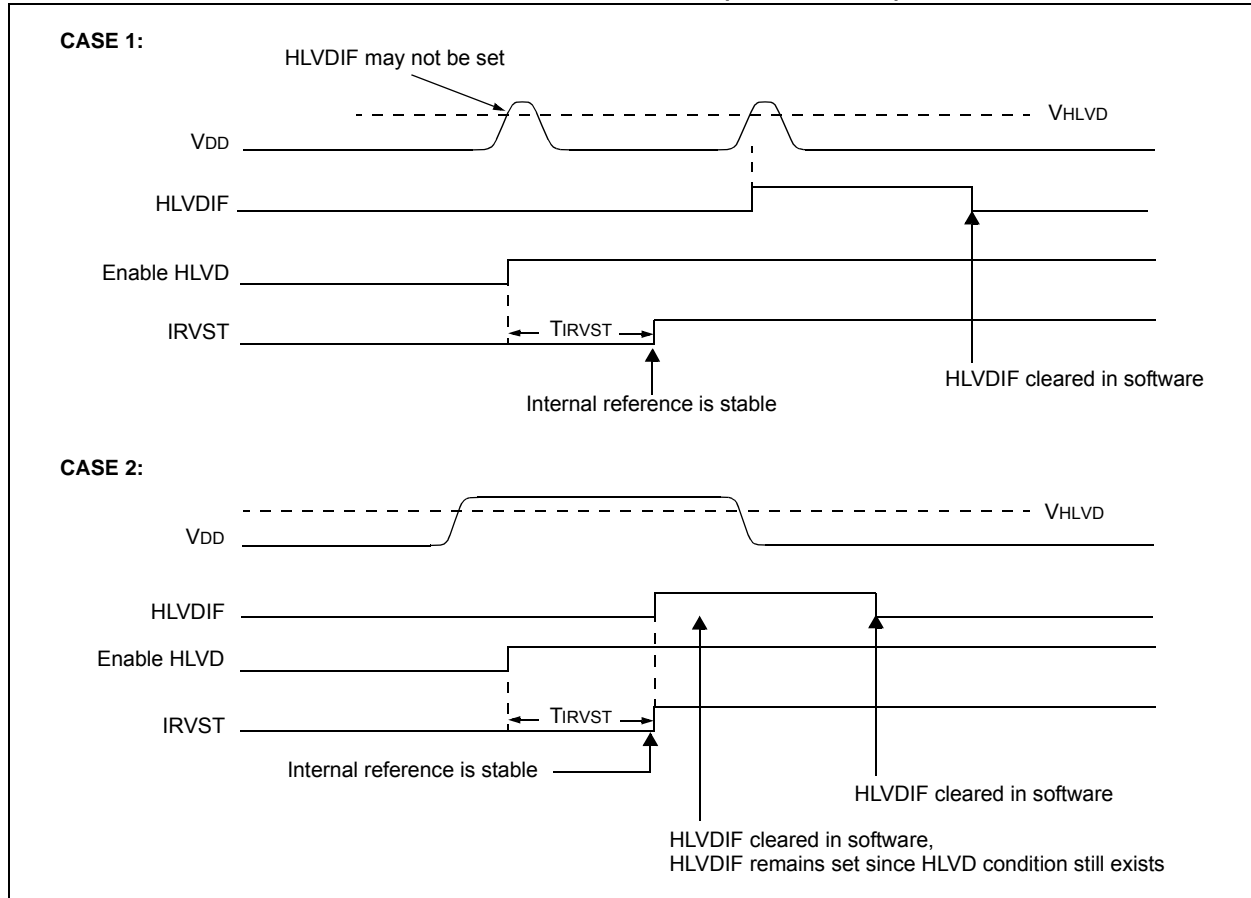 CASE 1:
HLVDIF may not be set
VHLVD
VDD
HLVDIF
Enable HLVD
TIRVST
IRVST
HLVDIF cleared in software
Internal reference is stable
CASE 2:
VHLVD
VDD
HLVDIF
Enable HLVD
TIRVST
IRVST
Internal reference is stable
HLVDIF cleared in software
HLVDIF cleared in software,
HLVDIF remains set since HLVD condition still exists